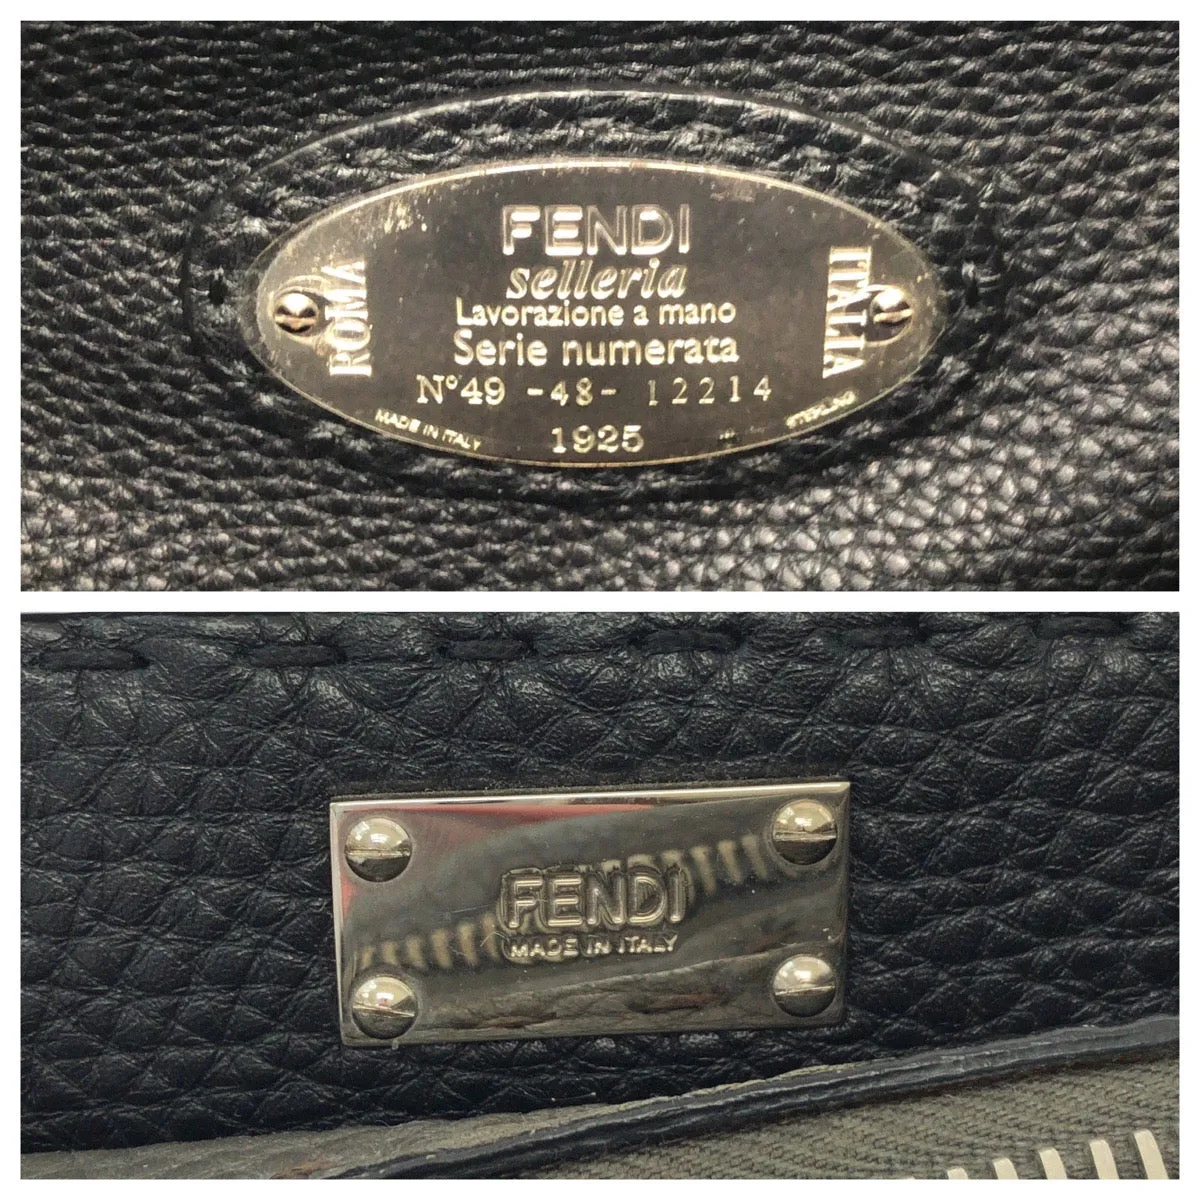 FENDI
selleria
Lavorazione a mano
Serie numerata
N°49 -48- 12214
1925
ROMA
ITALIA
MADE IN ITALY
STERLING
FENDI
MADE IN ITALY